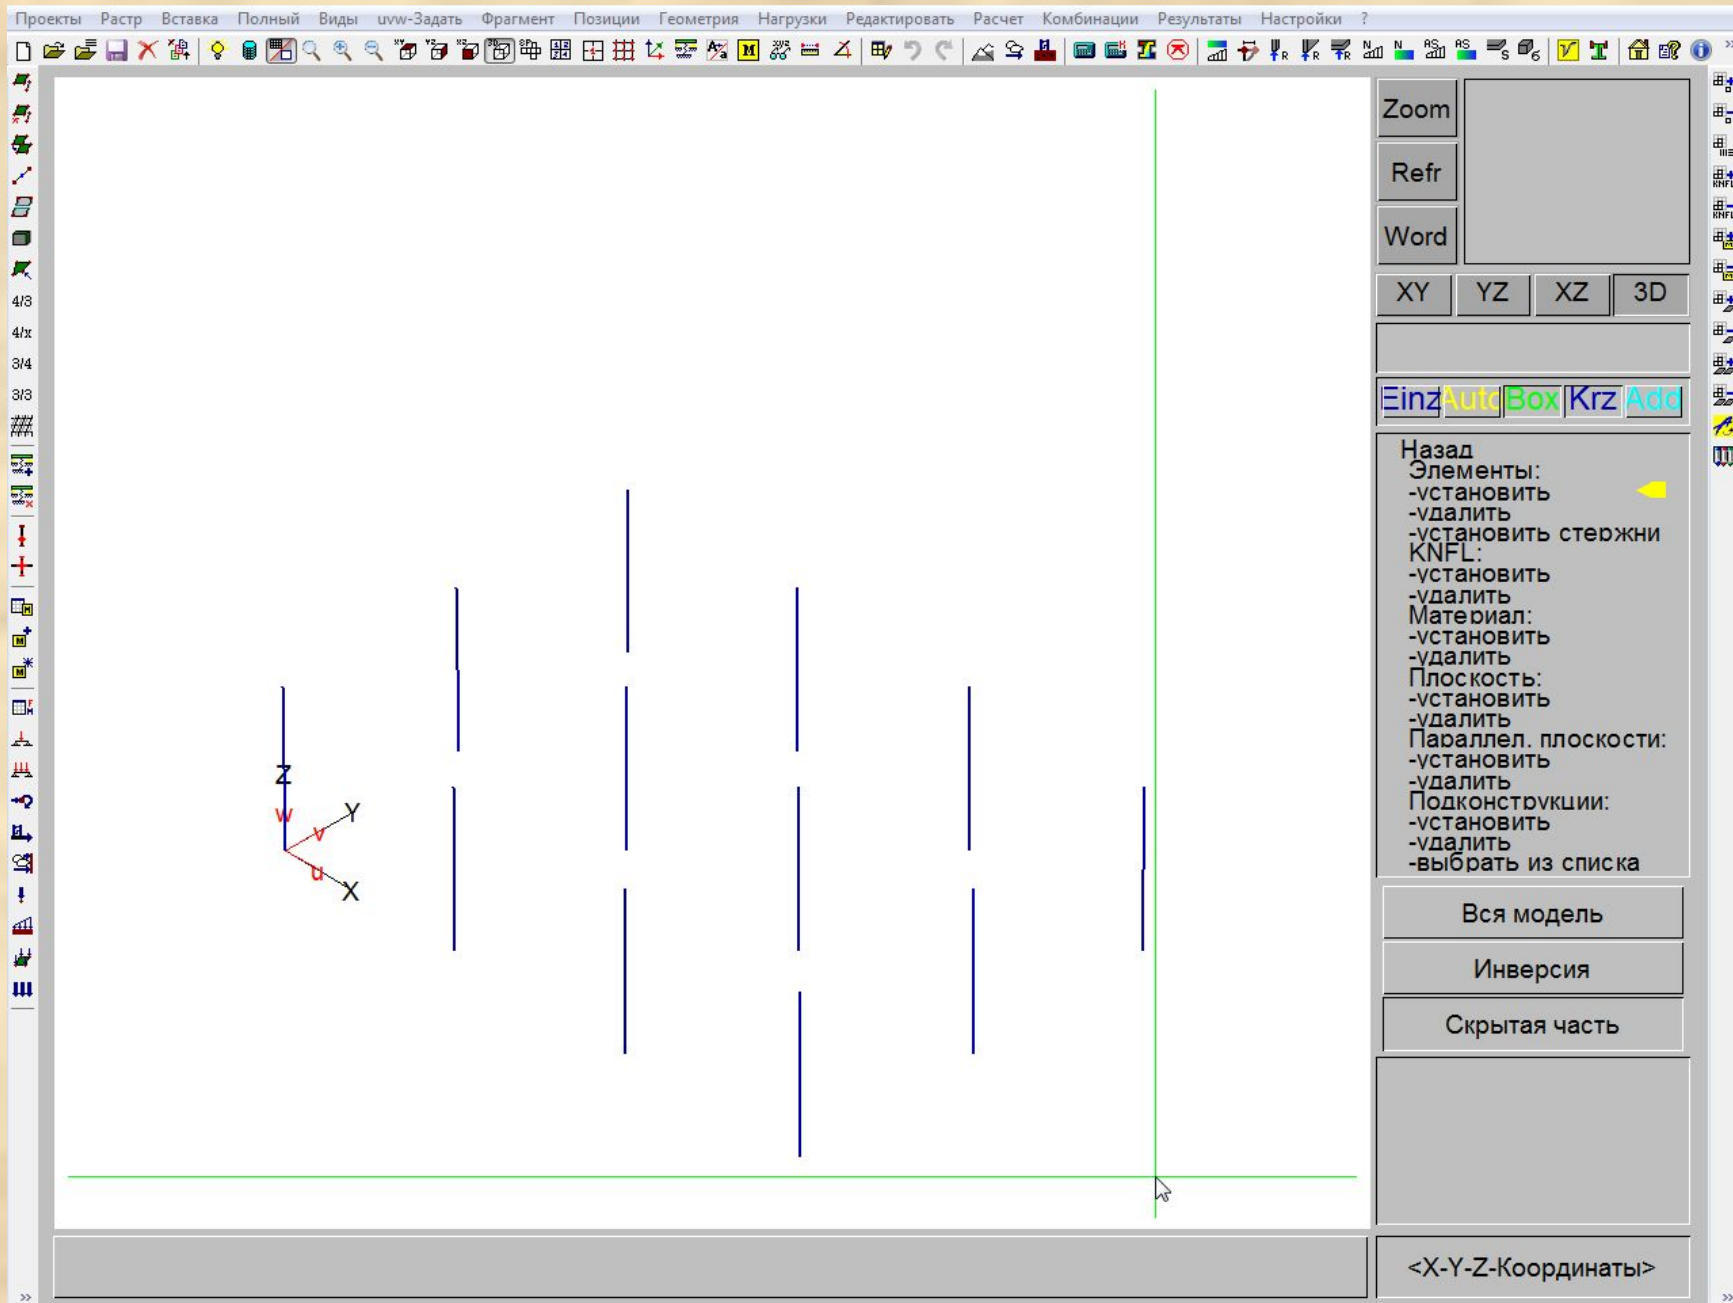 Проекты Растр Вставка Полный Виды uvw-Задать Фрагмент Позиции Геометрия Нагрузки Редактировать Расчет Комбинации Результаты Настройки ?
Zoom
Refr
Word
XY YZ XZ 3D
Einz Auto Box Krz Add
Назад
Элементы:
-установить
-удалить
-установить стержни
KNFL:
-установить
-удалить
Материал:
-установить
-удалить
Плоскость:
-установить
-удалить
Параллел. плоскости:
-установить
-удалить
Подконструкции:
-установить
-удалить
-выбрать из списка
Вся модель
Инверсия
Скрытая часть
<X-Y-Z-Координаты>
4/3
4/x
3/4
3/3
Z
w
Y
v
u
X
KNFL
KNFL